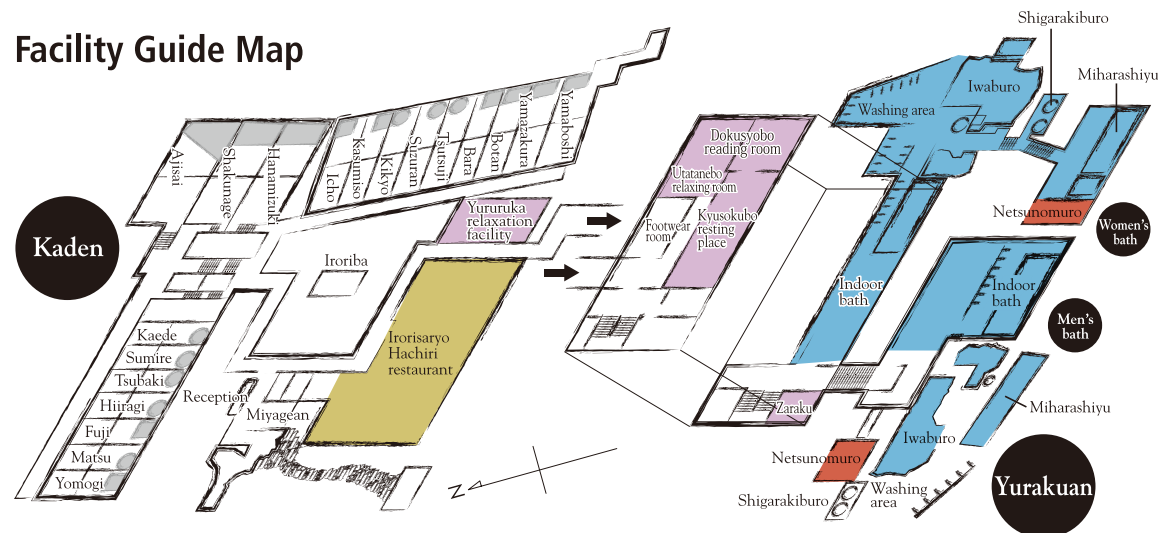 Facility Guide Map
Kaden
Ajisai
Shakunage
Hanamizuki
Icho
Kasumiso
Kikyo
Suzuran
Tsutsuji
Bara
Botan
Yamazakura
Yamaboshi
Yururuka
relaxation
facility
Iroriba
Irorisaryo
Hachiri
restaurant
Kaede
Sumire
Tsubaki
Hiiragi
Fuji
Matsu
Yomogi
Reception
Miyagean
N
Dokusyobo
reading room
Utatanebo
relaxing room
Footwear
room
Kyusokubo
resting
place
Zaraku
Shigarakiburo
Iwaburo
Miharashiyu
Washing area
Netsunomuro
Women's
bath
Indoor
bath
Indoor
bath
Men's
bath
Miharashiyu
Iwaburo
Netsunomuro
Shigarakiburo
Washing
area
Yurakuan